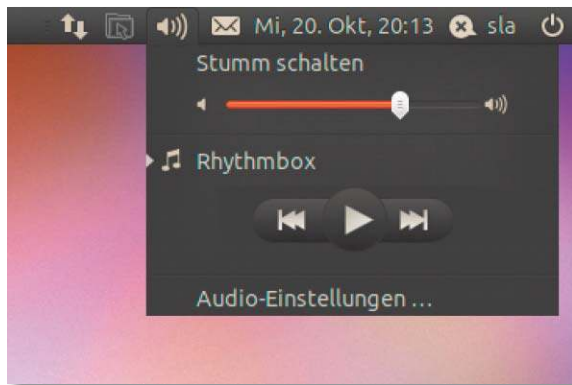 Mi, 20. Okt, 20:13 sla
Stumm schalten
Rhythmbox
Audio-Einstellungen ...